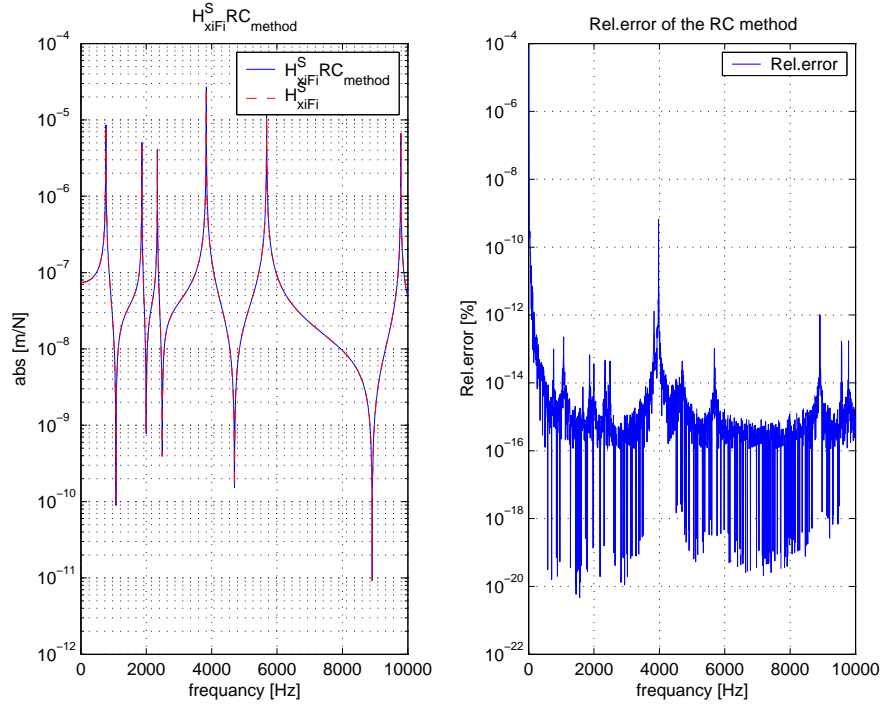 H^S_xiFi RC_method
10^−4
10^−5
10^−6
10^−7
10^−8
10^−9
10^−10
10^−11
10^−12
abs [m/N]
H^S_xiFi RC_method
H^S_xiFi
0 2000 4000 6000 8000 10000
frequancy [Hz]
Rel.error of the RC method
10^−4
10^−6
10^−8
10^−10
10^−12
10^−14
10^−16
10^−18
10^−20
10^−22
Rel.error [%]
Rel.error
0 2000 4000 6000 8000 10000
frequancy [Hz]